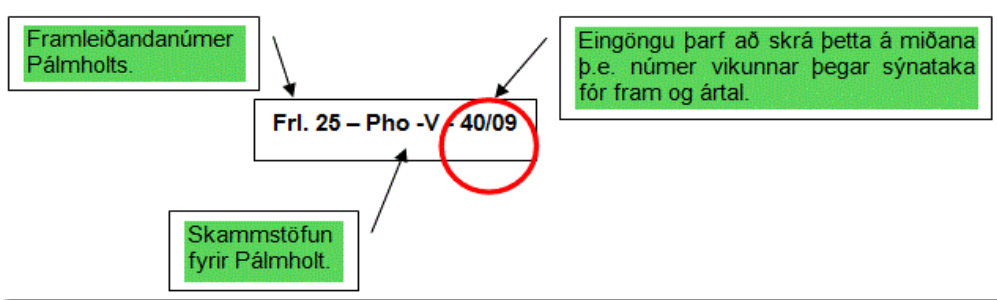 Framleiðandanúmer
Pálmholts.
Eingöngu þarf að skrá þetta á miðana
þ.e. númer vikunnar þegar sýnataka
fór fram og ártal.
Frl. 25 – Pho -V - 40/09
Skammstöfun
fyrir Pálmholt.